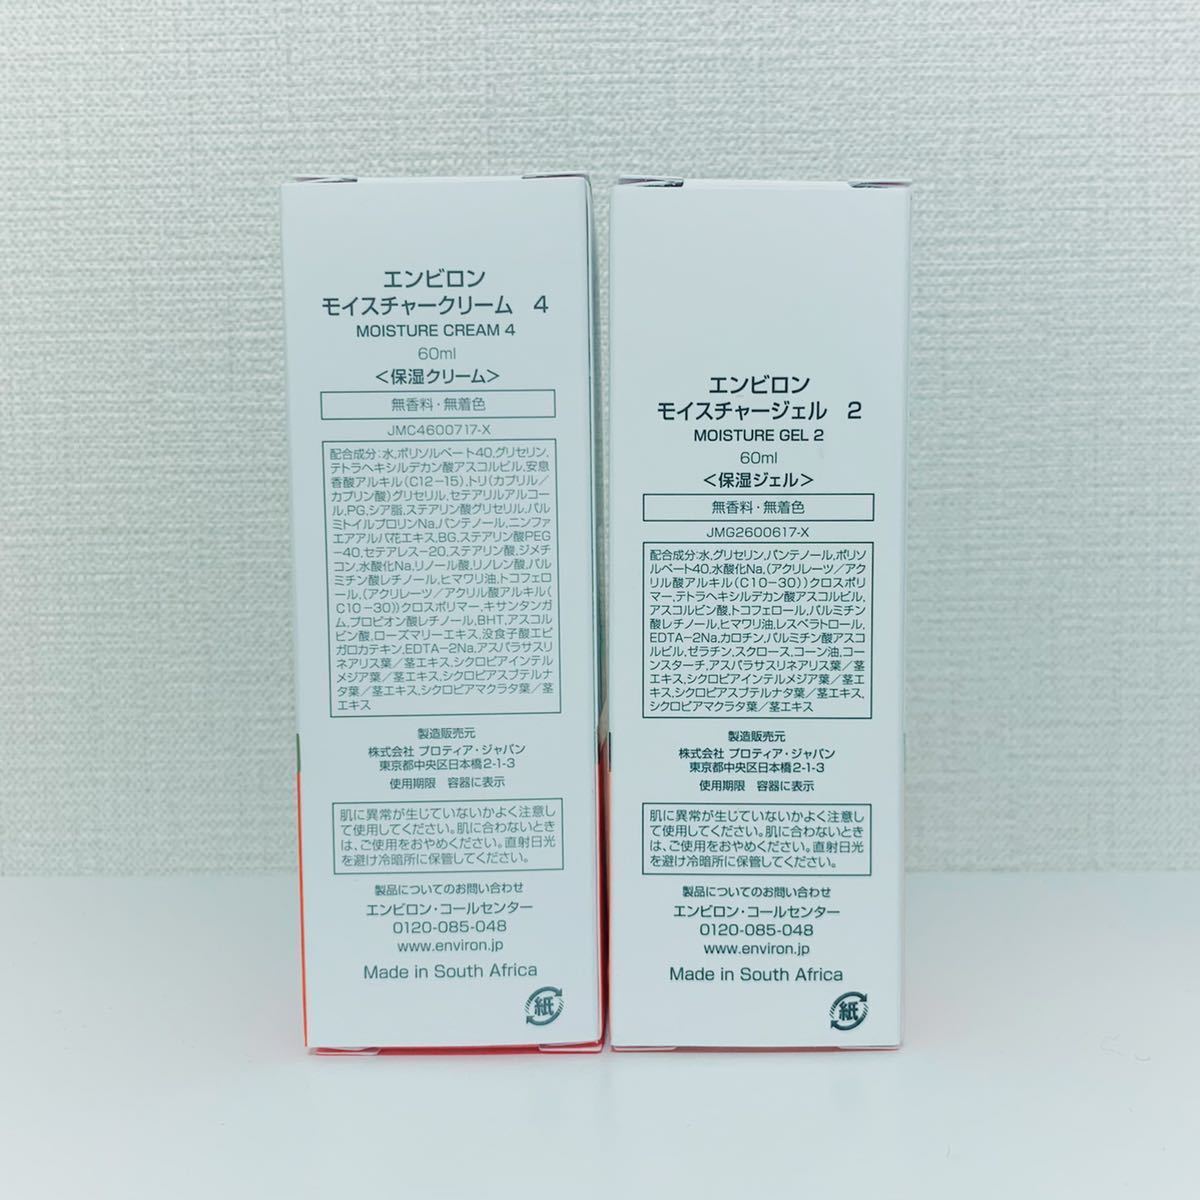 エンビロン
モイスチャークリーム 4
MOISTURE CREAM 4
60ml
＜保湿クリーム＞
無香料・無着色
JMC4600717-X
配合成分:水,ポリソルベート40,グリセリン,
テトラヘキシルデカン酸アスコルビル,安息
香酸アルキル(C12-15),トリ(カプリル/
カプリン酸)グリセリル,セテアリルアルコー
ル,PG,シア脂,ステアリン酸グリセリル,パル
ミトイルプロリンNa,パンテノール,ニンファ
エアアルバ花エキス,BG,ステアリン酸PEG
-40,セテアレス-20,ステアリン酸,ジメチ
コン,水酸化Na,リノール酸,リノレン酸,パル
ミチン酸レチノール,ヒマワリ油,トコフェロ
ール,(アクリレーツ/アクリル酸アルキル(
C10-30))クロスポリマー,キサンタンガ
ム,プロピオン酸レチノール,BHT,アスコル
ビン酸,ローズマリーエキス,没食子酸エピ
ガロカテキン,EDTA-2Na,アスパラサスリ
ネアリス葉/茎エキス,シクロピアインテル
メジア葉/茎エキス,シクロピアスブテルナ
タ葉/茎エキス,シクロピアマクラタ葉/茎
エキス
製造販売元
株式会社 プロティア・ジャパン
東京都中央区日本橋2-1-3
使用期限 容器に表示
肌に異常が生じていないかよく注意し
て使用してください。肌に合わないとき
は、ご使用をおやめください。直射日光
を避け冷暗所に保管してください。
製品についてのお問い合わせ
エンビロン・コールセンター
0120-085-048
www.environ.jp
Made in South Africa
紙
エンビロン
モイスチャージェル 2
MOISTURE GEL 2
60ml
＜保湿ジェル＞
無香料・無着色
JMG2600617-X
配合成分:水,グリセリン,パンテノール,ポリソ
ルベート40,水酸化Na,(アクリレーツ/アク
リル酸アルキル(C10-30))クロスポリ
マー,テトラヘキシルデカン酸アスコルビル,
アスコルビン酸,トコフェロール,パルミチン
酸レチノール,ヒマワリ油,レスベラトロール,
EDTA-2Na,カロチン,パルミチン酸アスコ
ルビル,ゼラチン,スクロース,コーン油,コー
ンスターチ,アスパラサスリネアリス葉/茎
エキス,シクロピアインテルメジア葉/茎エキ
ス,シクロピアスブテルナタ葉/茎エキス,
シクロピアマクラタ葉/茎エキス
製造販売元
株式会社 プロティア・ジャパン
東京都中央区日本橋2-1-3
使用期限 容器に表示
肌に異常が生じていないかよく注意し
て使用してください。肌に合わないとき
は、ご使用をおやめください。直射日光
を避け冷暗所に保管してください。
製品についてのお問い合わせ
エンビロン・コールセンター
0120-085-048
www.environ.jp
Made in South Africa
紙